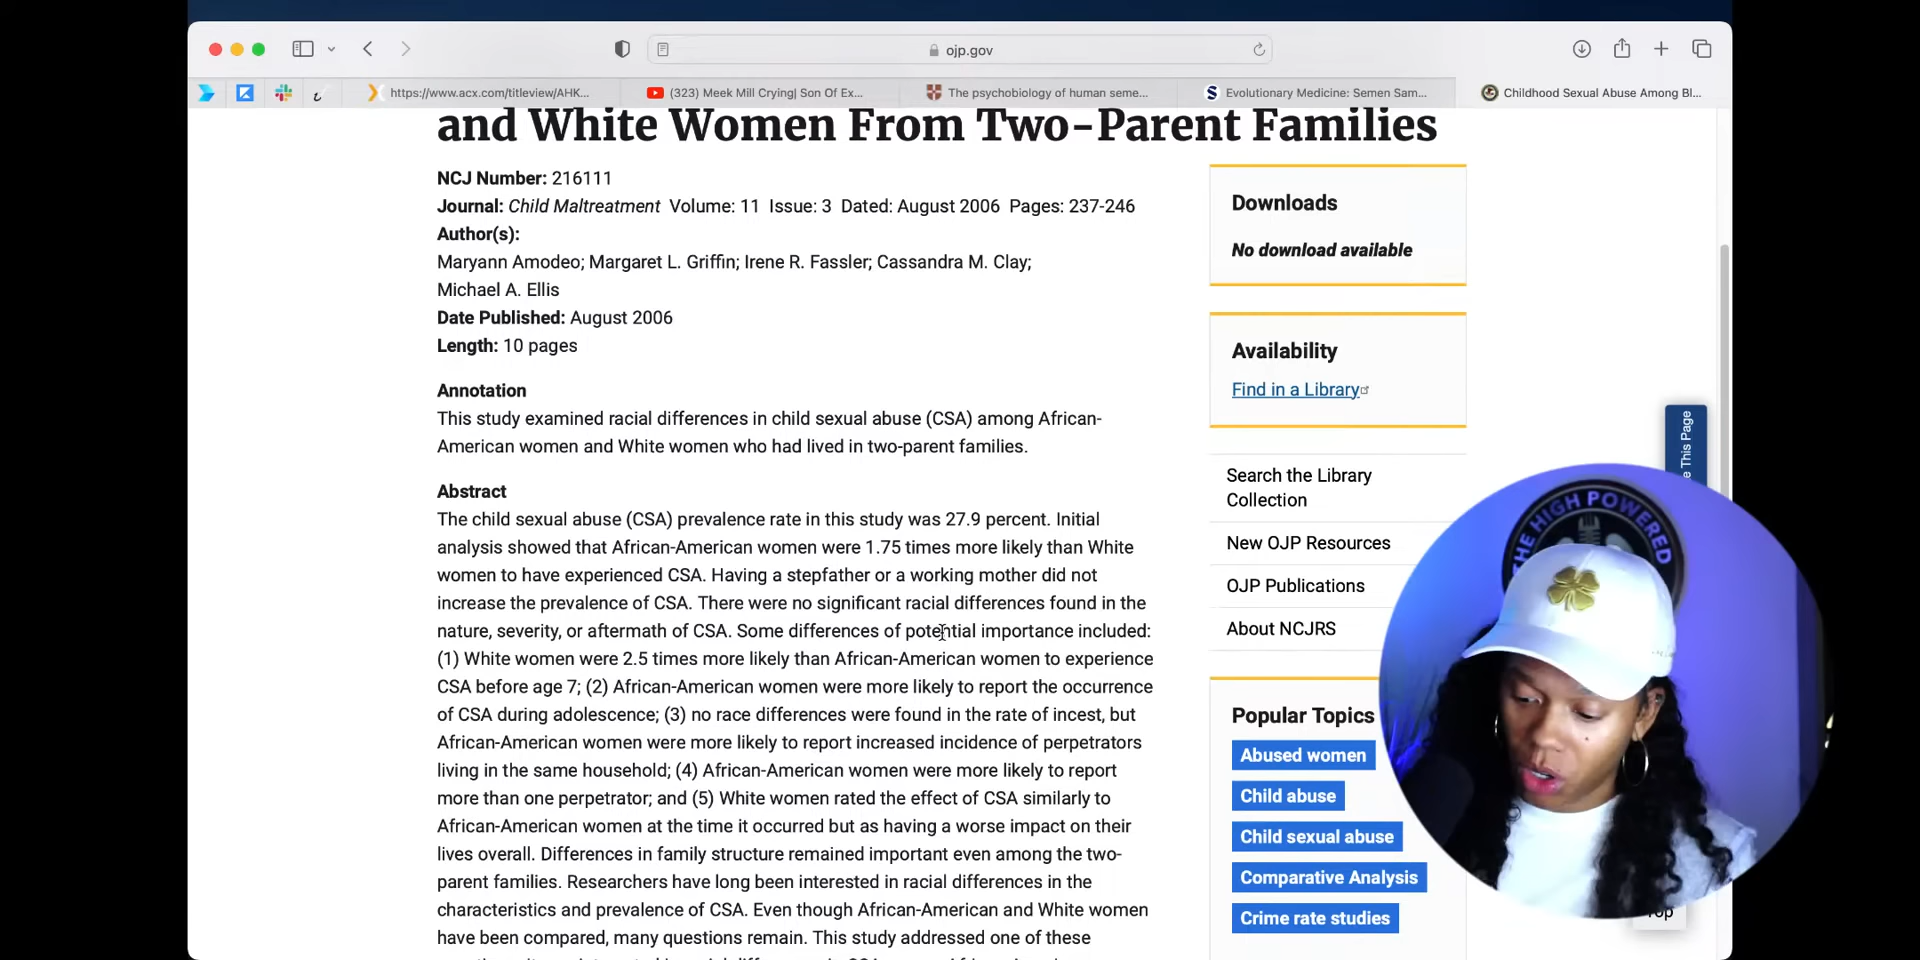 ojp.gov
https://www.acx.com/titleview/AHK...
(323) Meek Mill Crying| Son Of Ex...
The psychobiology of human seme...
Evolutionary Medicine: Semen Sam...
Childhood Sexual Abuse Among Bl...
and White Women From Two-Parent Families
NCJ Number: 216111
Journal: Child Maltreatment Volume: 11 Issue: 3 Dated: August 2006 Pages: 237-246
Author(s):
Maryann Amodeo; Margaret L. Griffin; Irene R. Fassler; Cassandra M. Clay;
Michael A. Ellis
Date Published: August 2006
Length: 10 pages
Annotation
This study examined racial differences in child sexual abuse (CSA) among African-
American women and White women who had lived in two-parent families.
Abstract
The child sexual abuse (CSA) prevalence rate in this study was 27.9 percent. Initial
analysis showed that African-American women were 1.75 times more likely than White
women to have experienced CSA. Having a stepfather or a working mother did not
increase the prevalence of CSA. There were no significant racial differences found in the
nature, severity, or aftermath of CSA. Some differences of potential importance included:
(1) White women were 2.5 times more likely than African-American women to experience
CSA before age 7; (2) African-American women were more likely to report the occurrence
of CSA during adolescence; (3) no race differences were found in the rate of incest, but
African-American women were more likely to report increased incidence of perpetrators
living in the same household; (4) African-American women were more likely to report
more than one perpetrator; and (5) White women rated the effect of CSA similarly to
African-American women at the time it occurred but as having a worse impact on their
lives overall. Differences in family structure remained important even among the two-
parent families. Researchers have long been interested in racial differences in the
characteristics and prevalence of CSA. Even though African-American and White women
have been compared, many questions remain. This study addressed one of these
Downloads
No download available
Availability
Find in a Library
Search the Library
Collection
New OJP Resources
OJP Publications
About NCJRS
Popular Topics
Abused women
Child abuse
Child sexual abuse
Comparative Analysis
Crime rate studies
e This Page
THE HIGH POWERED
Top